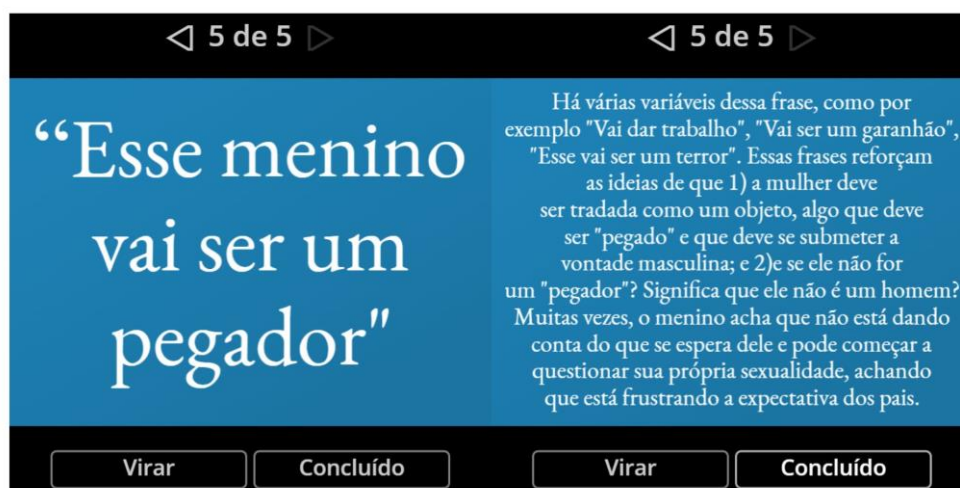 ◁ 5 de 5 ▷
“Esse menino
vai ser um
pegador"
Virar
Concluído
◁ 5 de 5 ▷
Há várias variáveis dessa frase, como por
exemplo "Vai dar trabalho", "Vai ser um garanhão",
"Esse vai ser um terror". Essas frases reforçam
as ideias de que 1) a mulher deve
ser tradada como um objeto, algo que deve
ser "pegado" e que deve se submeter a
vontade masculina; e 2)e se ele não for
um "pegador"? Significa que ele não é um homem?
Muitas vezes, o menino acha que não está dando
conta do que se espera dele e pode começar a
questionar sua própria sexualidade, achando
que está frustrando a expectativa dos pais.
Virar
Concluído